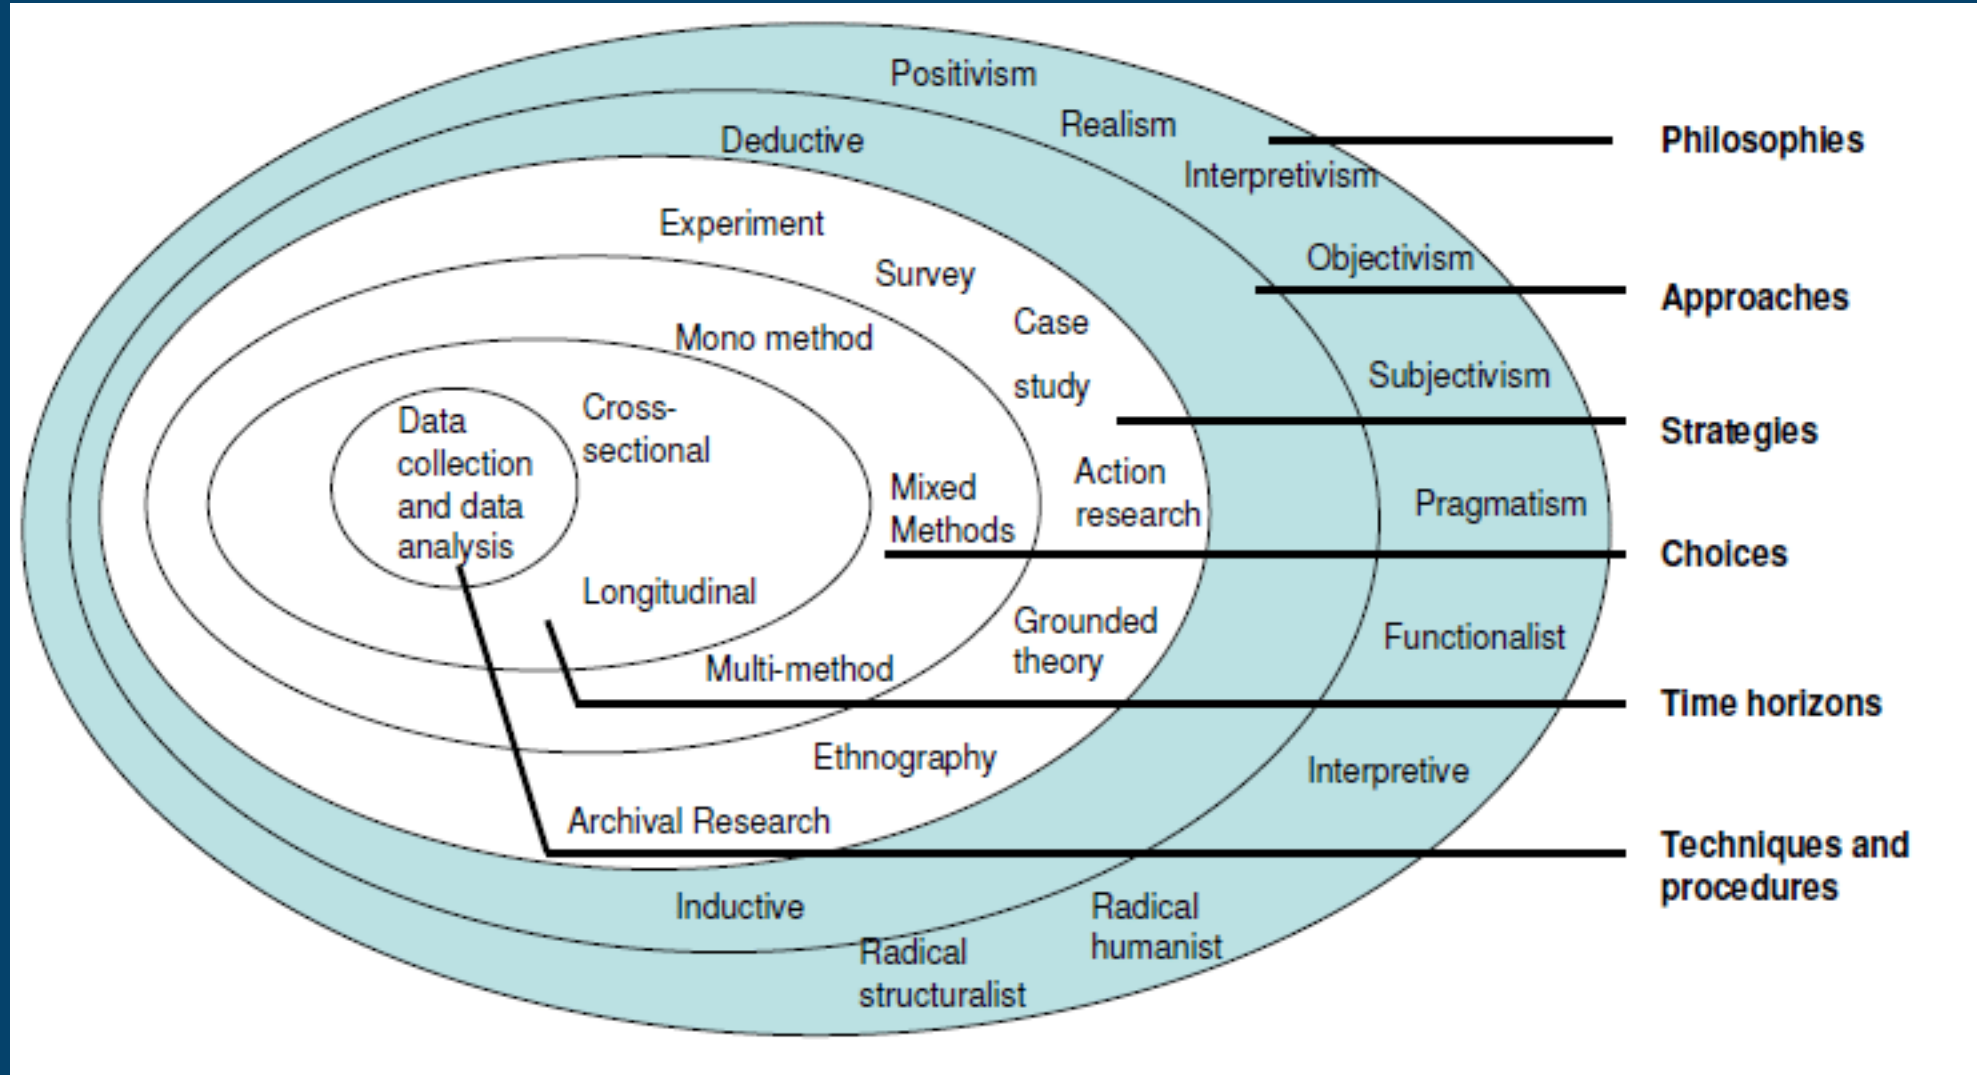 Positivism
Realism
Interpretivism
Objectivism
Subjectivism
Pragmatism
Functionalist
Interpretive
Radical
humanist
Radical
structuralist
Deductive
Inductive
Experiment
Survey
Case
study
Action
research
Grounded
theory
Ethnography
Archival Research
Mono method
Mixed
Methods
Multi-method
Cross-
sectional
Longitudinal
Data
collection
and data
analysis
Philosophies
Approaches
Strategies
Choices
Time horizons
Techniques and
procedures